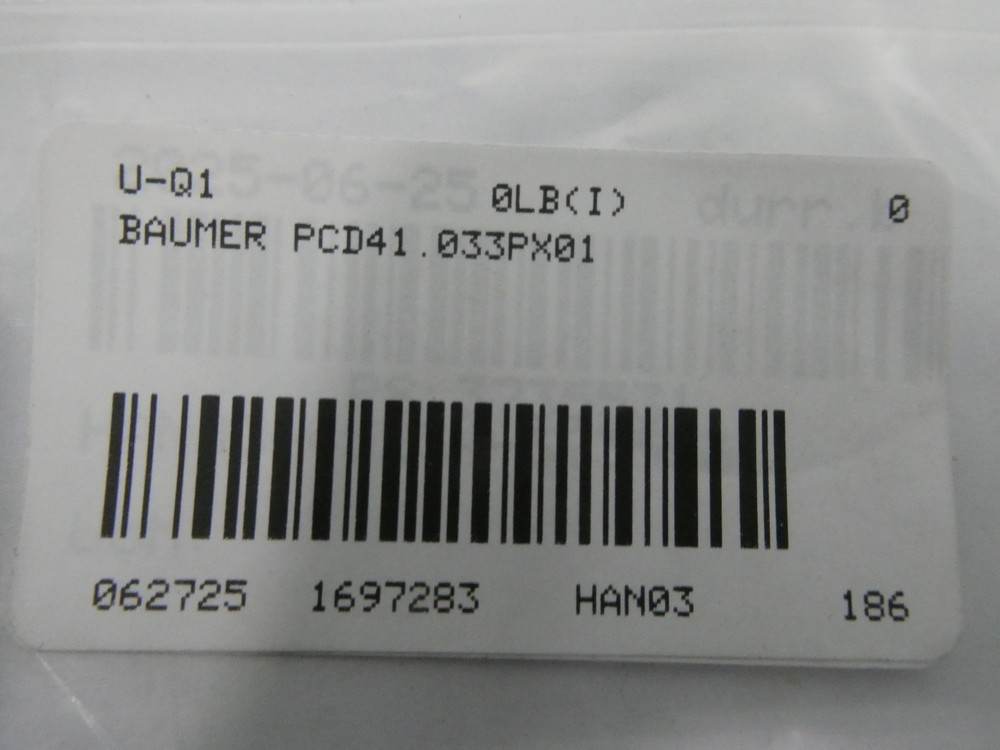 U-Q1 0LB(I) 0
BAUMER PCD41.033PX01
062725 1697283 HAN03 186